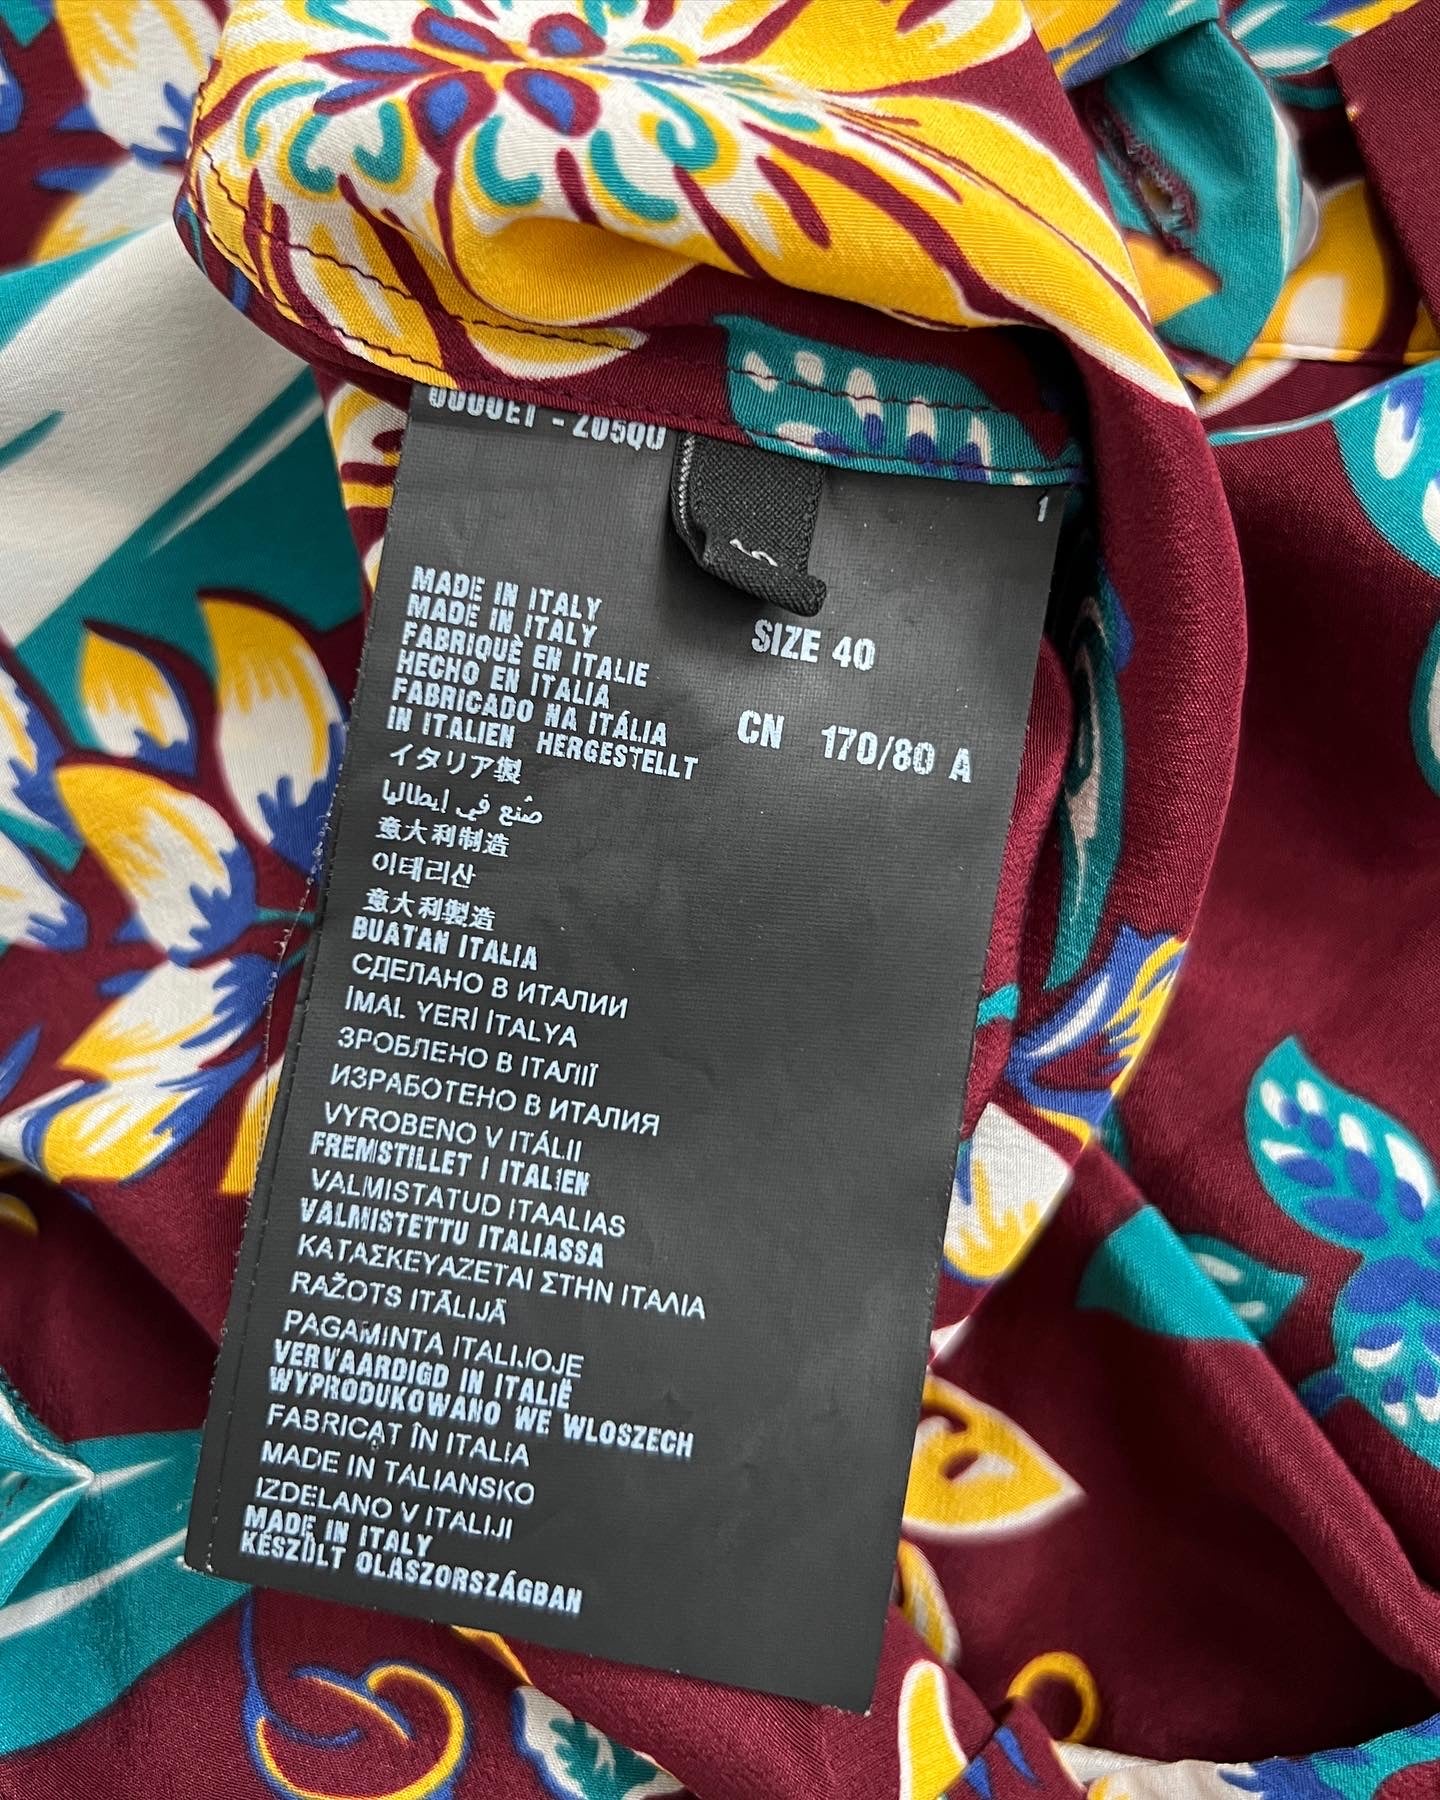 1
MADE IN ITALY
MADE IN ITALY
FABRIQUÈ EN ITALIE
HECHO EN ITALIA
FABRICADO NA ITÁLIA
IN ITALIEN HERGESTELLT
イタリア製
صُنع في إيطاليا
意大利制造
이태리산
意大利製造
BUATAN ITALIA
СДЕЛАНО В ИТАЛИИ
İMAL YERİ İTALYA
ЗРОБЛЕНО В ІТАЛІЇ
ИЗРАБОТЕНО В ИТАЛИЯ
VYROBENO V ITÁLII
FREMSTILLET I ITALIEN
VALMISTATUD ITAALIAS
VALMISTETTU ITALIASSA
ΚΑΤΑΣΚΕΥΑΖΕΤΑΙ ΣΤΗΝ ΙΤΑΛΙΑ
RAŽOTS ITĀLIJĀ
PAGAMINTA ITALIJOJE
VERVAARDIGD IN ITALIË
WYPRODUKOWANO WE WLOSZECH
FABRICAT ÎN ITALIA
MADE IN TALIANSKO
IZDELANO V ITALIJI
MADE IN ITALY
KÉSZÜLT OLASZORSZÁGBAN
SIZE 40
CN 170/80 A